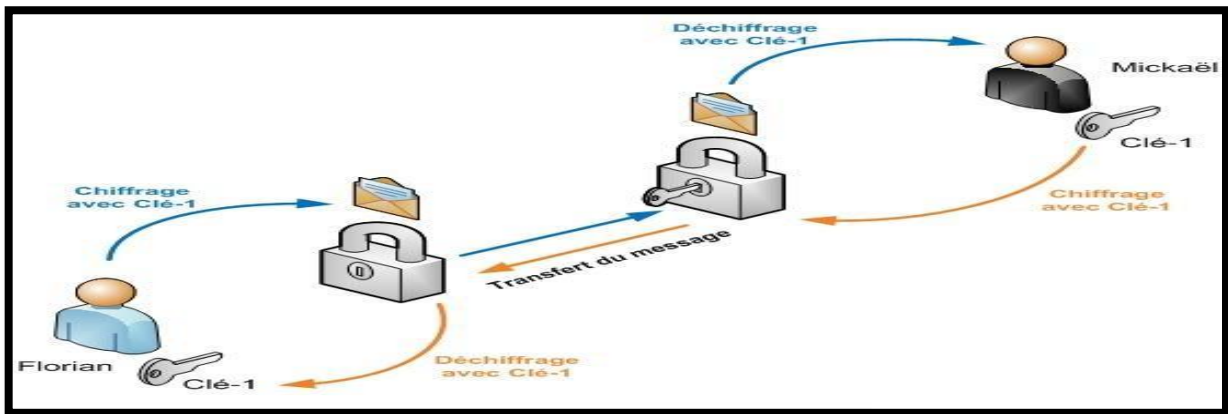 Déchiffrage
avec Clé-1
Mickaël
Clé-1
Chiffrage
avec Clé-1
Chiffrage
avec Clé-1
Transfert du message
Florian
Clé-1
Déchiffrage
avec Clé-1